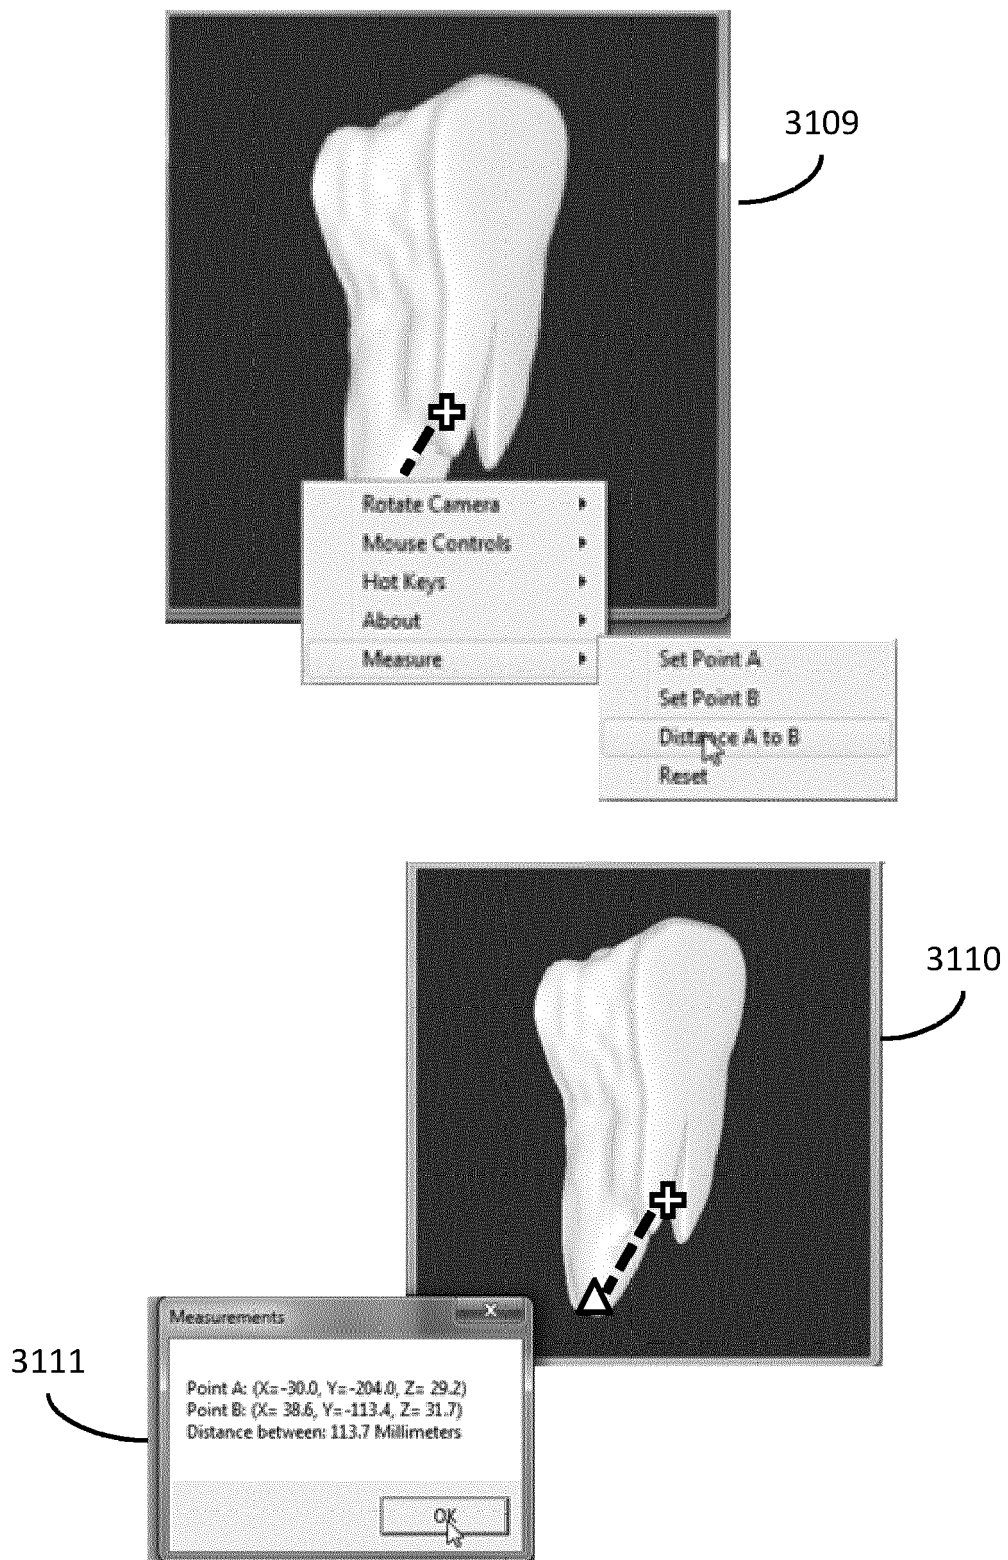 3109
Rotate Camera
Mouse Controls
Hot Keys
About
Measure
Set Point A
Set Point B
Distance A to B
Reset
3110
Measurements
X
3111
Point A: (X=-30.0, Y=-204.0, Z= 29.2)
Point B: (X= 38.6, Y=-113.4, Z= 31.7)
Distance between: 113.7 Millimeters
OK